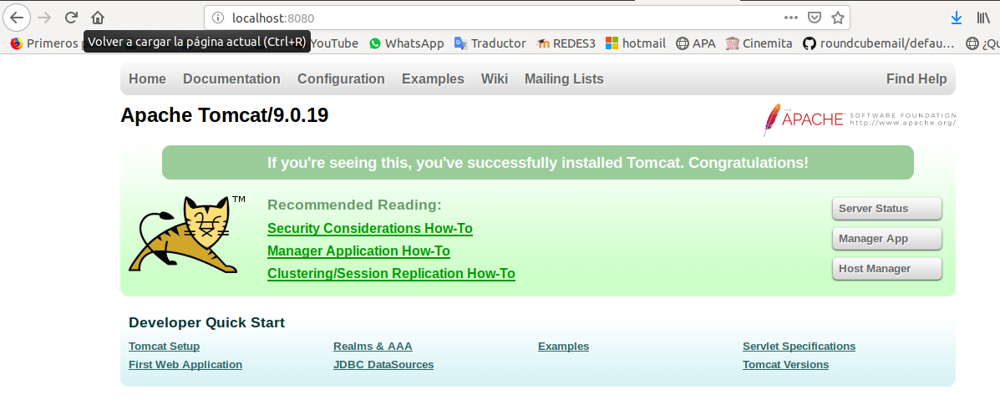 localhost:8080
Primeros
Volver a cargar la página actual (Ctrl+R)
YouTube
WhatsApp
Traductor
REDES3
hotmail
APA
Cinemita
roundcubemail/defau…
¿Qu
Home Documentation Configuration Examples Wiki Mailing Lists Find Help
Apache Tomcat/9.0.19
THE
APACHE® SOFTWARE FOUNDATION
http://www.apache.org/
If you're seeing this, you've successfully installed Tomcat. Congratulations!
TM
Recommended Reading:
Security Considerations How-To
Manager Application How-To
Clustering/Session Replication How-To
Server Status
Manager App
Host Manager
Developer Quick Start
Tomcat Setup
First Web Application
Realms & AAA
JDBC DataSources
Examples
Servlet Specifications
Tomcat Versions